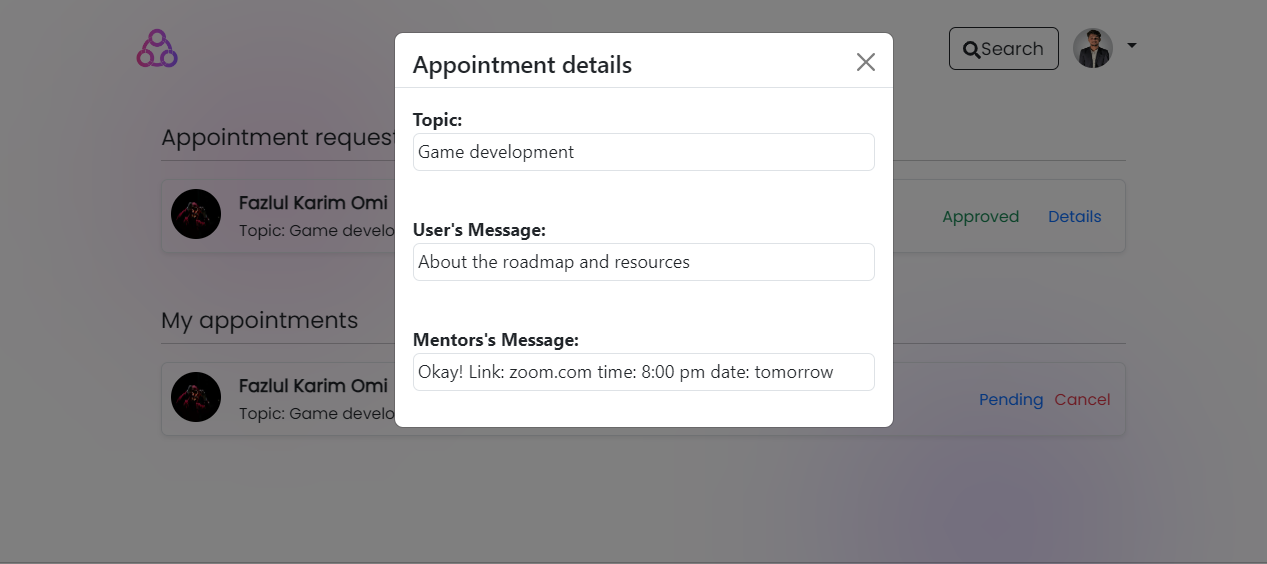 Search
Appointment details
Topic:
Game development
User's Message:
About the roadmap and resources
Mentors's Message:
Okay! Link: zoom.com time: 8:00 pm date: tomorrow
Appointment request
Fazlul Karim Omi
Topic: Game develo
Approved Details
My appointments
Fazlul Karim Omi
Topic: Game develo
Pending Cancel